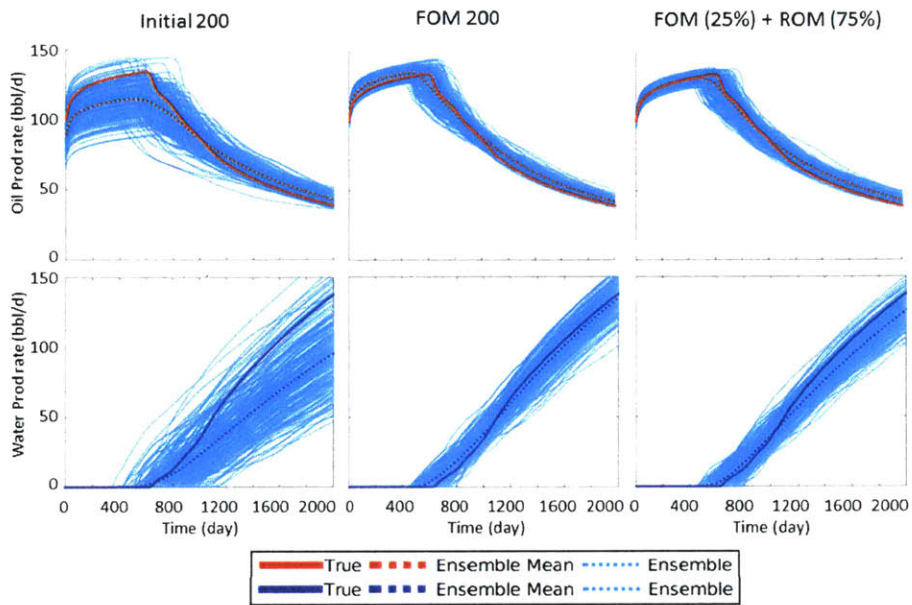 Initial 200 FOM 200 FOM (25%) + ROM (75%)
150
100
50
0
Oil Prod rate (bbl/d)
150
100
50
0
Water Prod rate (bbl/d)
0 400 800 1200 1600 2000 0 400 800 1200 1600 2000 0 400 800 1200 1600 2000
Time (day) Time (day) Time (day)
True Ensemble Mean Ensemble
True Ensemble Mean Ensemble